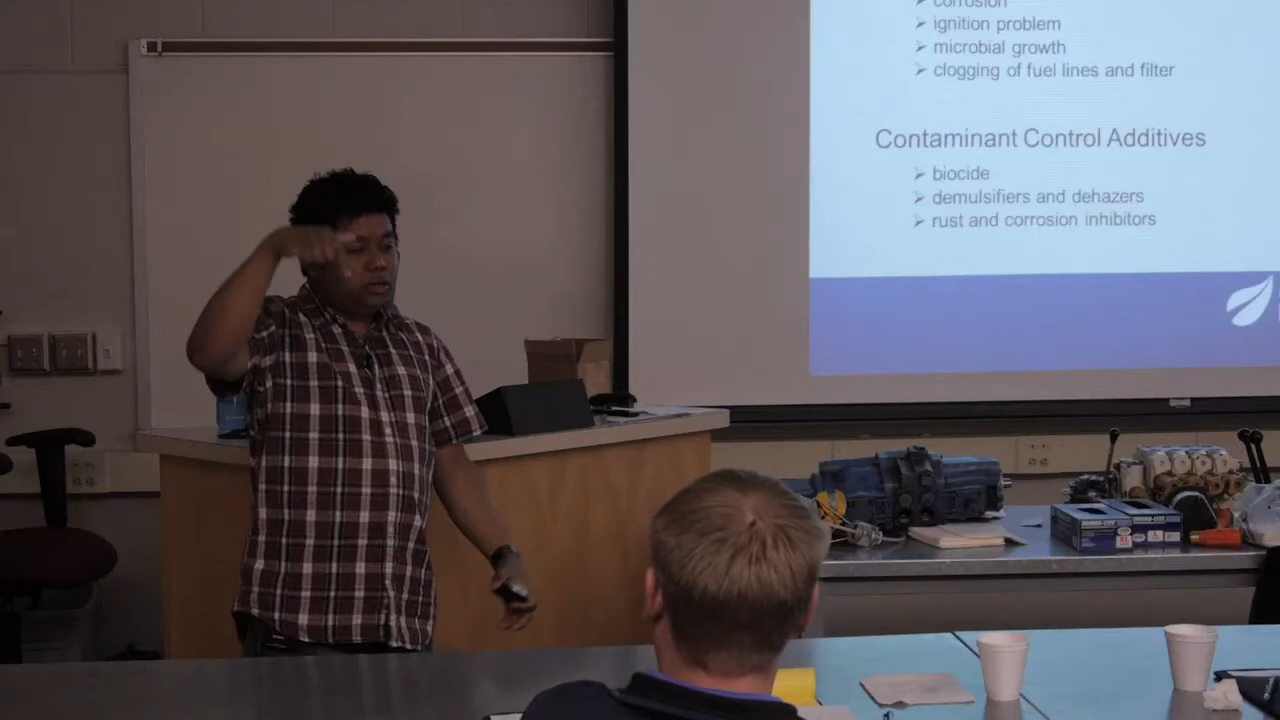 corrosion
ignition problem
microbial growth
clogging of fuel lines and filter
Contaminant Control Additives
biocide
demulsifiers and dehazers
rust and corrosion inhibitors